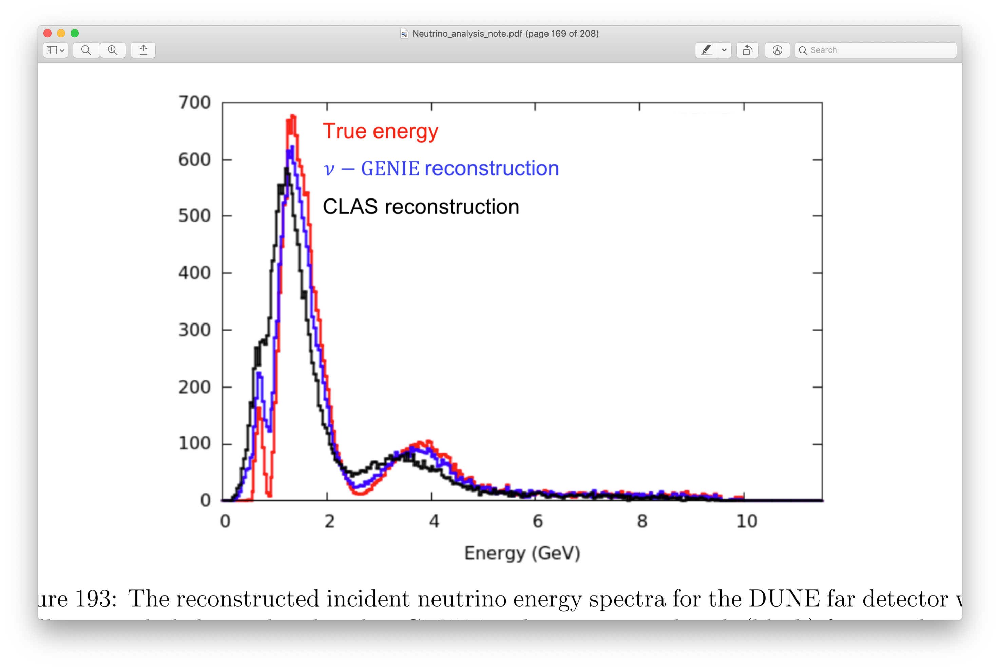 Neutrino_analysis_note.pdf (page 169 of 208)
Search
700
600
500
400
300
200
100
0
True energy
ν − GENIE reconstruction
CLAS reconstruction
0 2 4 6 8 10
Energy (GeV)
ure 193: The reconstructed incident neutrino energy spectra for the DUNE far detector